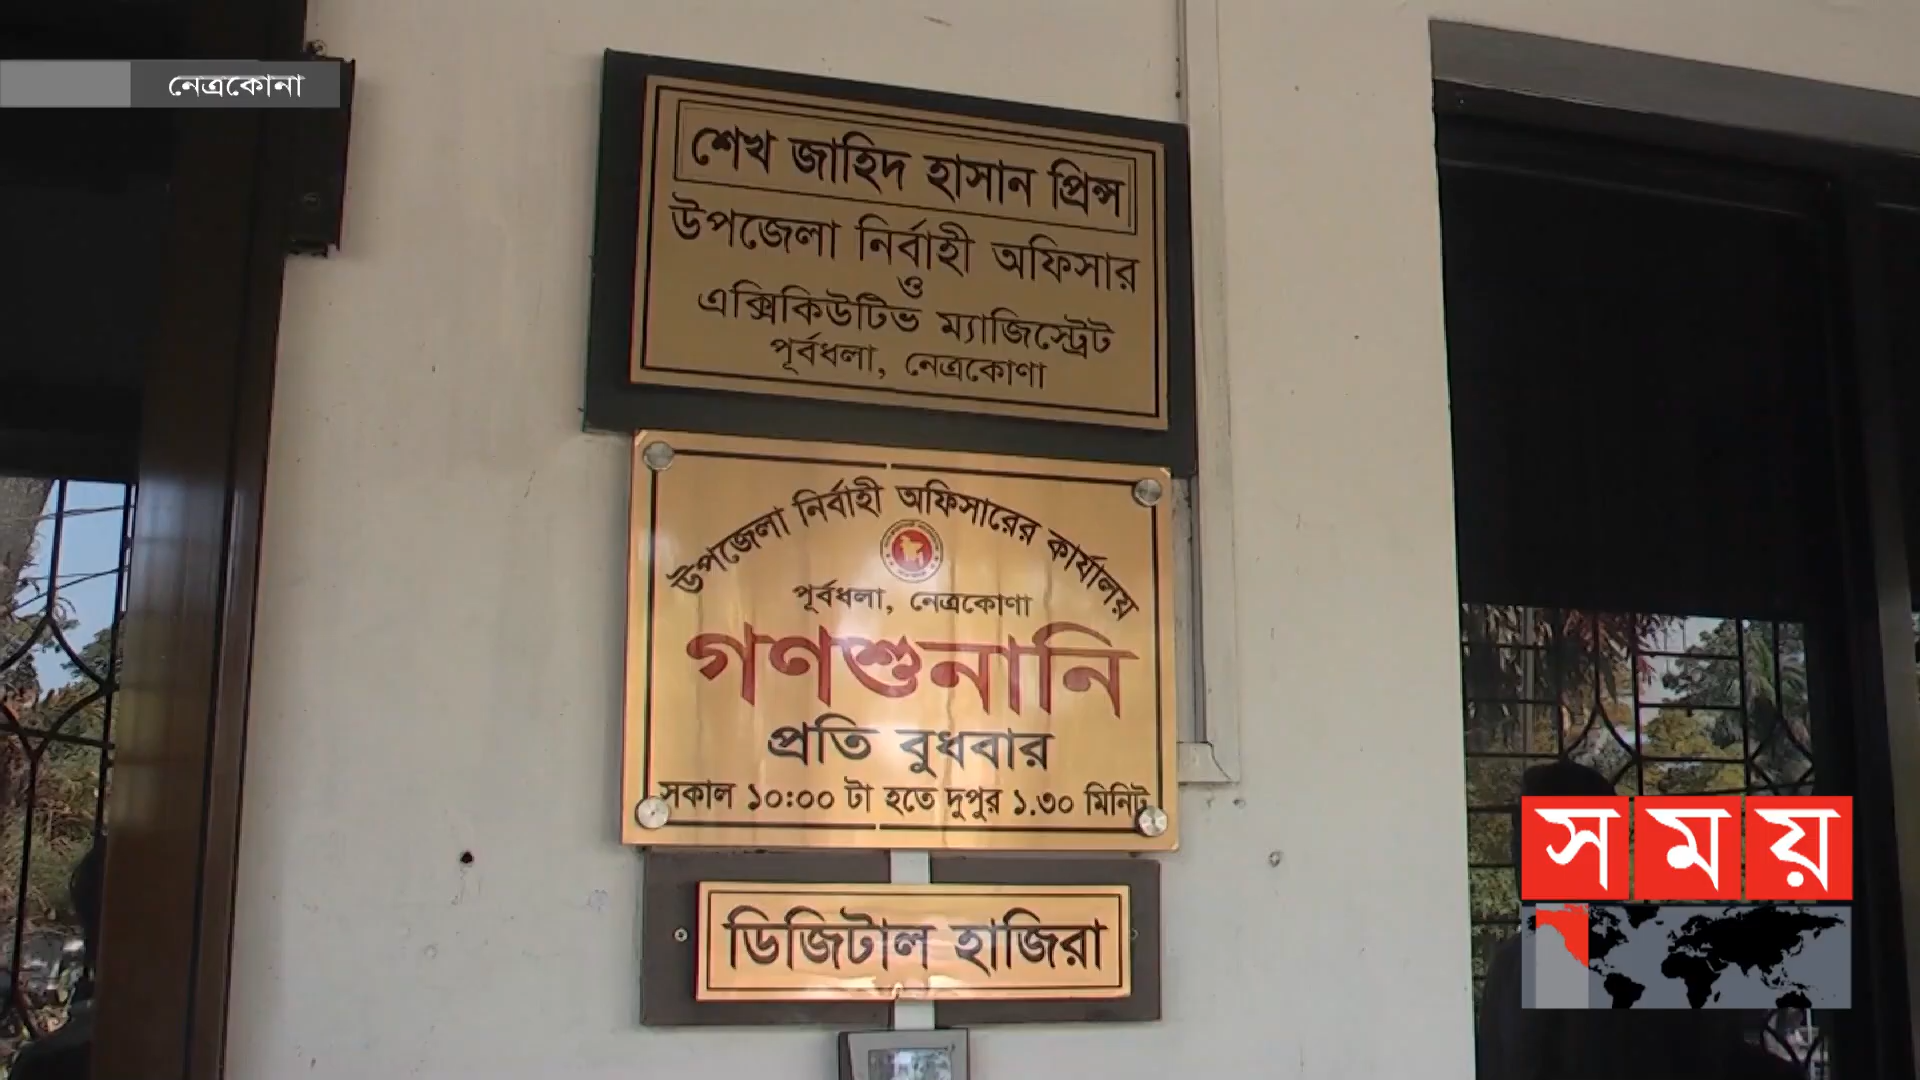 নেত্রকোনা
শেখ জাহিদ হাসান প্রিন্স
উপজেলা নির্বাহী অফিসার
ও
এক্সিকিউটিভ ম্যাজিস্ট্রেট
পূর্বধলা, নেত্রকোণা
উপজেলা নির্বাহী অফিসারের কার্যালয়
পূর্বধলা, নেত্রকোণা
গণশুনানি
প্রতি বুধবার
সকাল ১০:০০ টা হতে দুপুর ১.৩০ মিনিট
ডিজিটাল হাজিরা
সময়